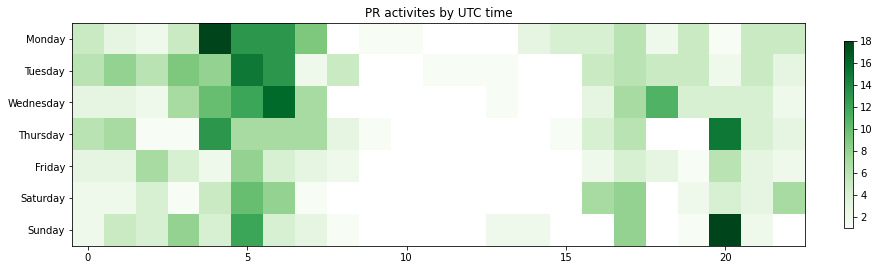 PR activites by UTC time
Monday
Tuesday
Wednesday
Thursday
Friday
Saturday
Sunday
0 5 10 15 20
18
16
14
12
10
8
6
4
2